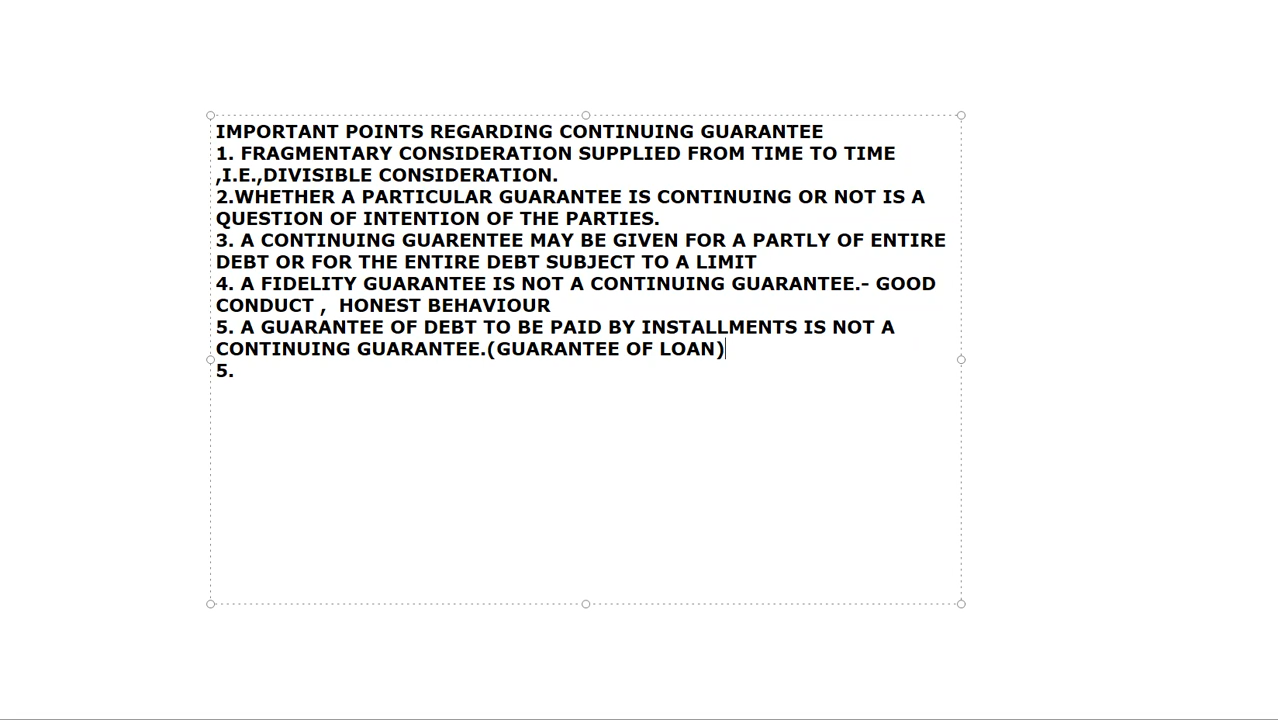 IMPORTANT POINTS REGARDING CONTINUING GUARANTEE
1. FRAGMENTARY CONSIDERATION SUPPLIED FROM TIME TO TIME
,I.E.,DIVISIBLE CONSIDERATION.
2.WHETHER A PARTICULAR GUARANTEE IS CONTINUING OR NOT IS A
QUESTION OF INTENTION OF THE PARTIES.
3. A CONTINUING GUARENTEE MAY BE GIVEN FOR A PARTLY OF ENTIRE
DEBT OR FOR THE ENTIRE DEBT SUBJECT TO A LIMIT
4. A FIDELITY GUARANTEE IS NOT A CONTINUING GUARANTEE.- GOOD
CONDUCT ,  HONEST BEHAVIOUR
5. A GUARANTEE OF DEBT TO BE PAID BY INSTALLMENTS IS NOT A
CONTINUING GUARANTEE.(GUARANTEE OF LOAN)
5.